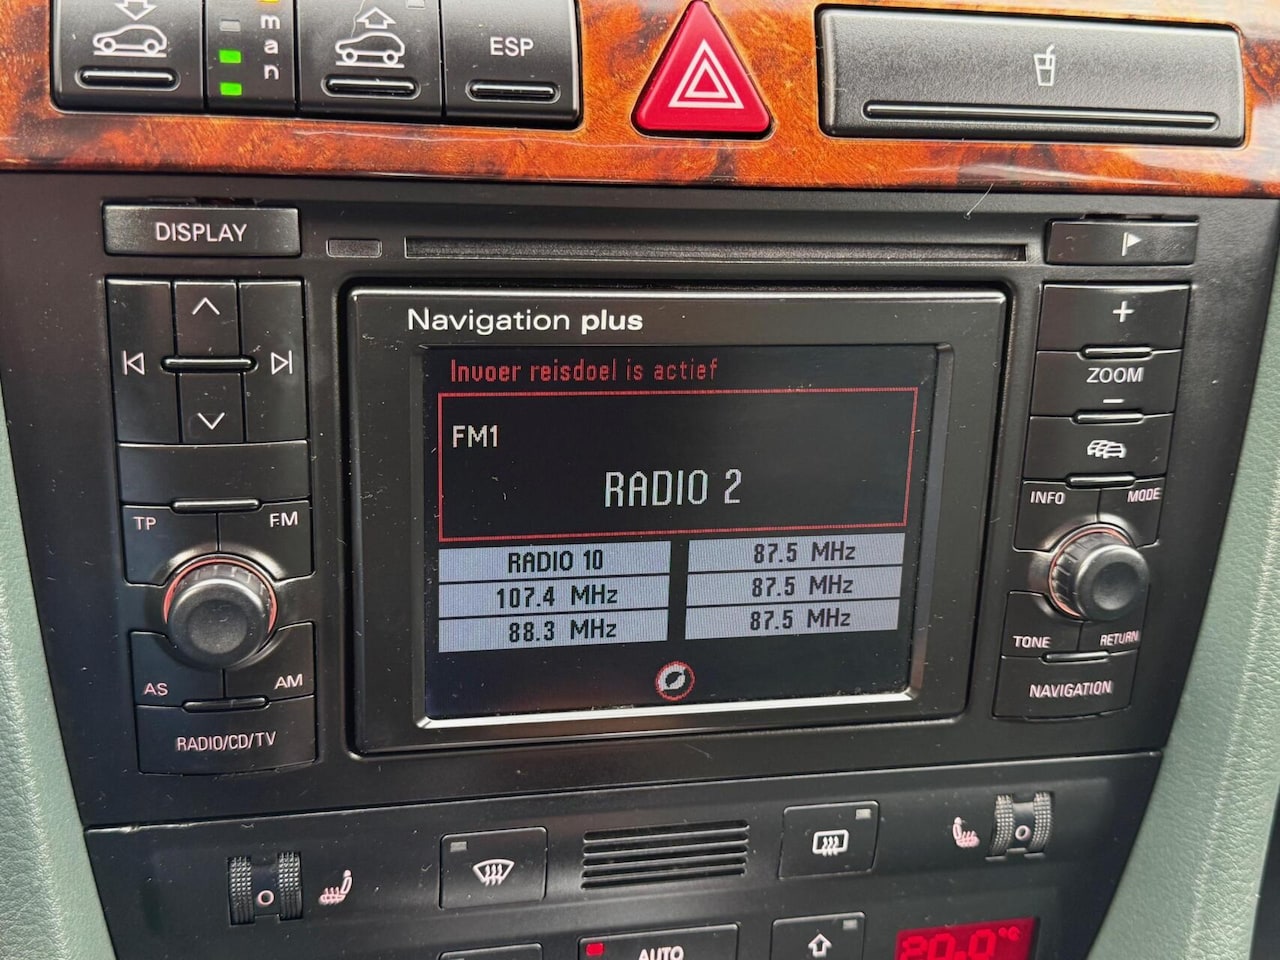 man
ESP
DISPLAY
Navigation plus
+
ZOOM
-
Invoer reisdoel is actief
FM1
RADIO 2
INFO
MODE
TP
FM
RADIO 10
87.5 MHz
107.4 MHz
87.5 MHz
88.3 MHz
87.5 MHz
TONE
RETURN
AS
AM
NAVIGATION
RADIO/CD/TV
AUTO
20.0°C